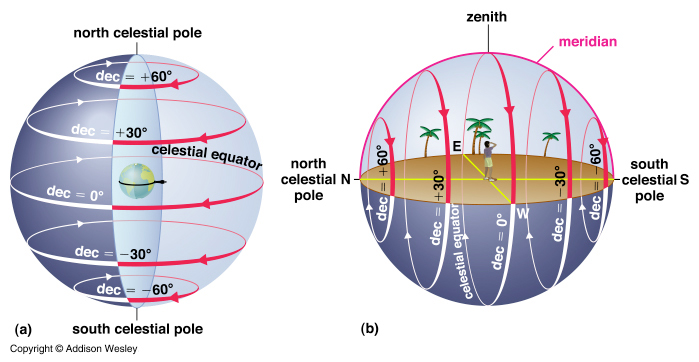 north celestial pole
dec = +60°
dec = +30°
celestial equator
dec = 0°
dec = −30°
dec = −60°
south celestial pole
(a)
Copyright © Addison Wesley
zenith
meridian
E
north
celestial N
pole
south
celestial S
pole
dec = +60°
dec = +30°
celestial equator
dec = 0°
dec = −30°
dec = −60°
W
(b)